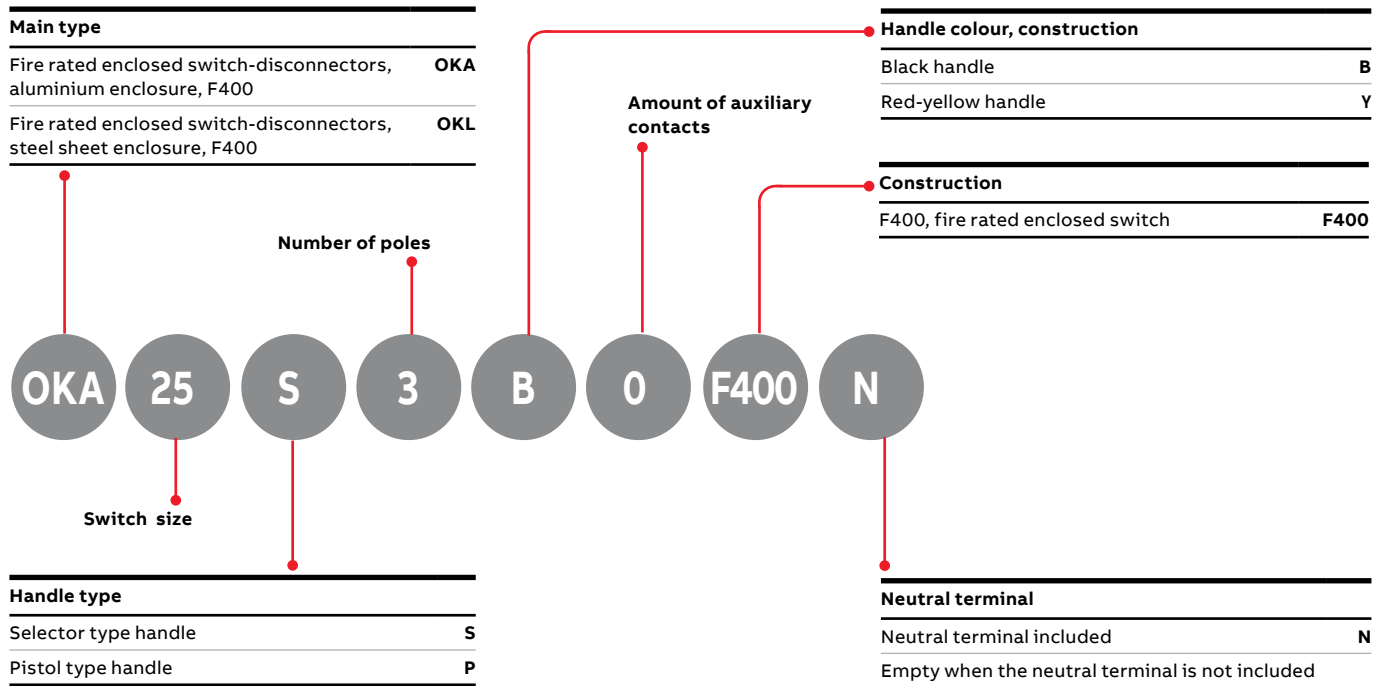 Main type
Fire rated enclosed switch-disconnectors, OKA
aluminium enclosure, F400
Fire rated enclosed switch-disconnectors, OKL
steel sheet enclosure, F400
Handle colour, construction
Black handle B
Red-yellow handle Y
Amount of auxiliary
contacts
Construction
F400, fire rated enclosed switch F400
Number of poles
OKA 25 S 3 B 0 F400 N
Switch size
Handle type
Selector type handle S
Pistol type handle P
Neutral terminal
Neutral terminal included N
Empty when the neutral terminal is not included